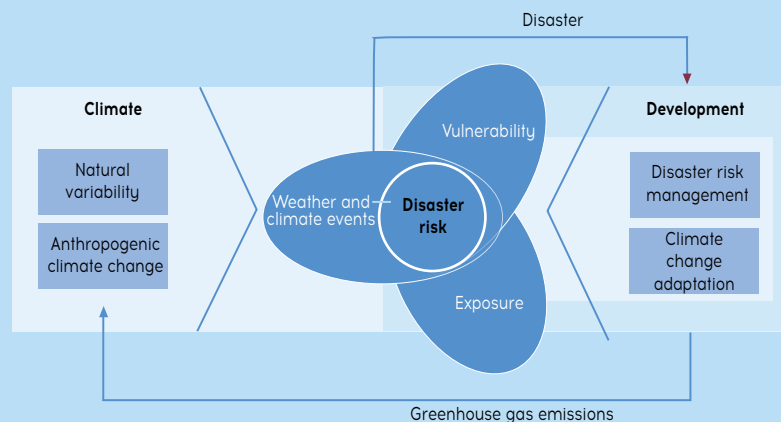 Disaster
Climate
Development
Natural
variability
Anthropogenic
climate change
Vulnerability
Weather and
climate events
Disaster
risk
Exposure
Disaster risk
management
Climate
change
adaptation
Greenhouse gas emissions